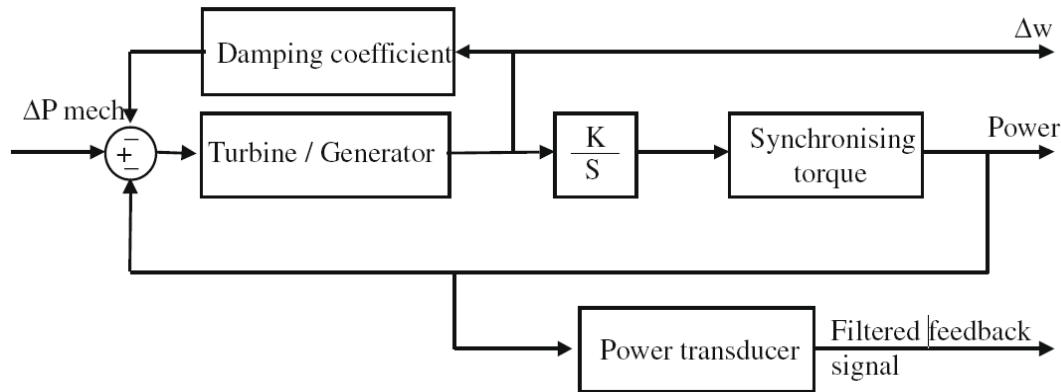 Damping coefficient
Δw
ΔP mech
Turbine / Generator
K
S
Synchronising
torque
Power
Power transducer
Filtered feedback
signal